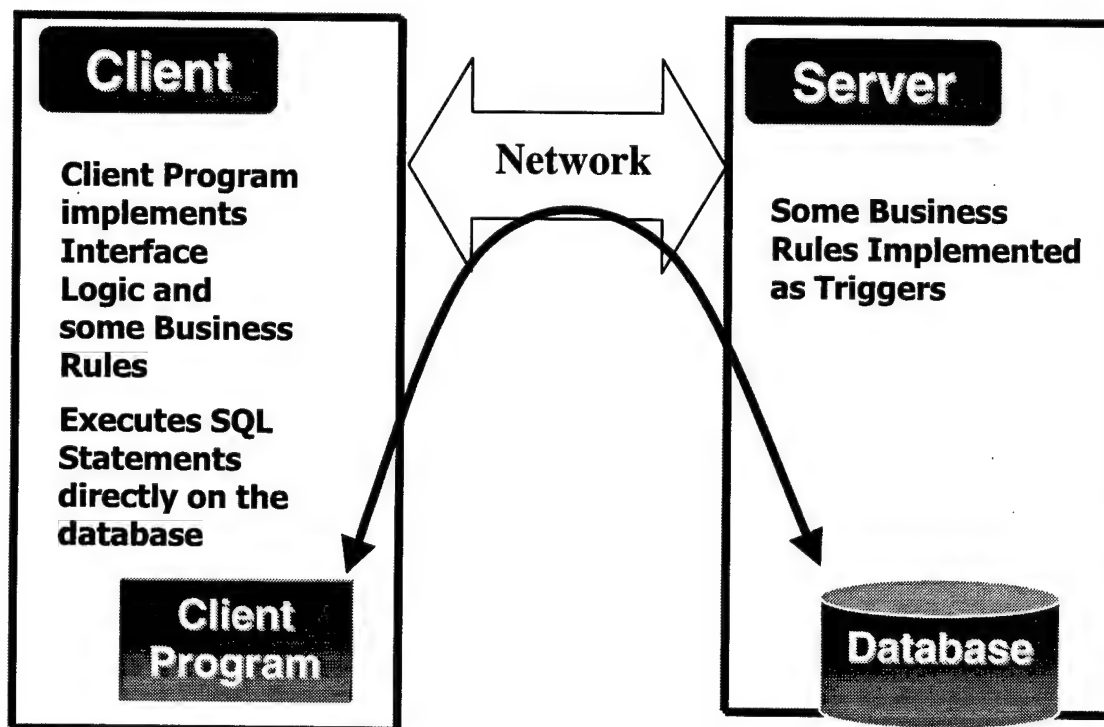 Client
Client Program
implements
Interface
Logic and
some Business
Rules
Executes SQL
Statements
directly on the
database
Client
Program
Network
Server
Some Business
Rules Implemented
as Triggers
Database